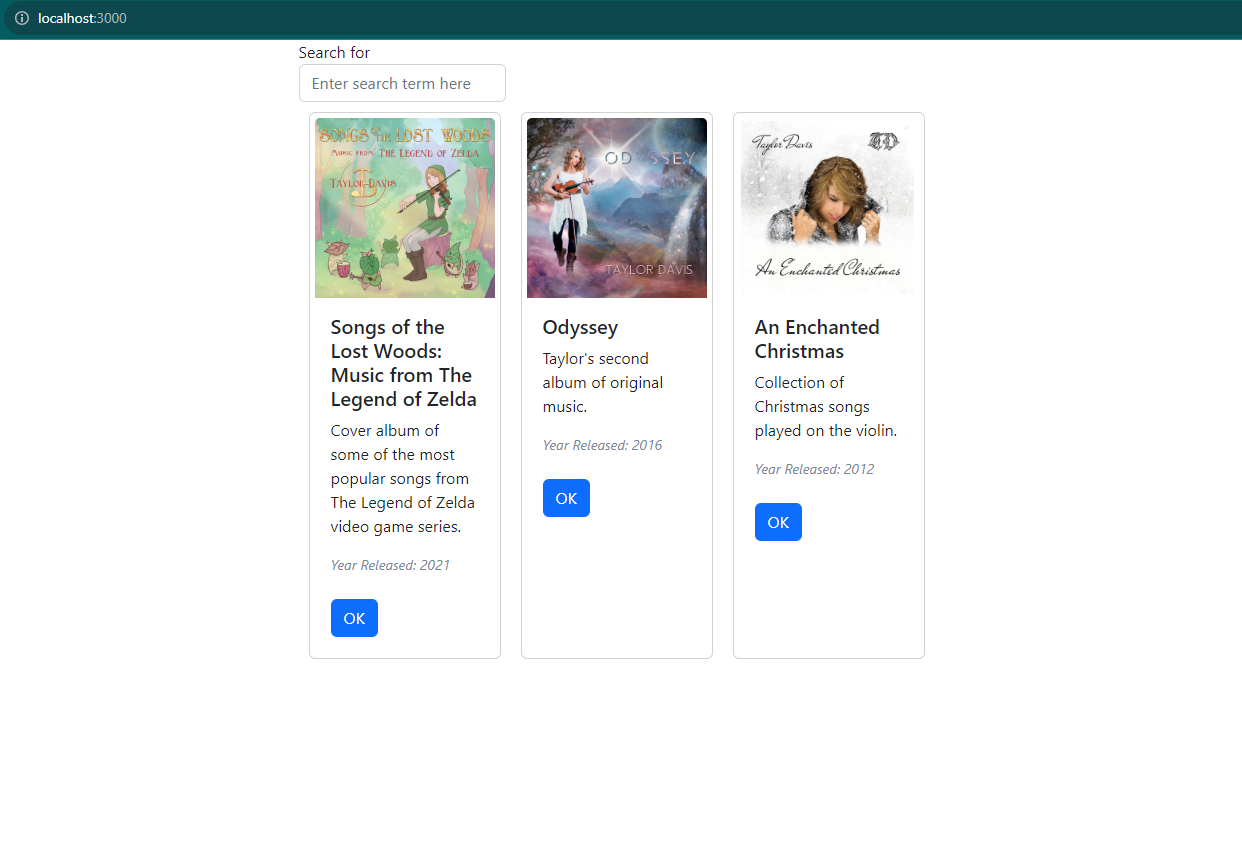 localhost:3000
Search for
Enter search term here
SONGS OF THE LOST WOODS
MUSIC FROM THE LEGEND OF ZELDA
TAYLOR DAVIS
Songs of the
Lost Woods:
Music from The
Legend of Zelda
Cover album of
some of the most
popular songs from
The Legend of Zelda
video game series.
Year Released: 2021
OK
ODYSSEY
TAYLOR DAVIS
Odyssey
Taylor's second
album of original
music.
Year Released: 2016
OK
Taylor Davis
TD
An Enchanted Christmas
An Enchanted
Christmas
Collection of
Christmas songs
played on the violin.
Year Released: 2012
OK